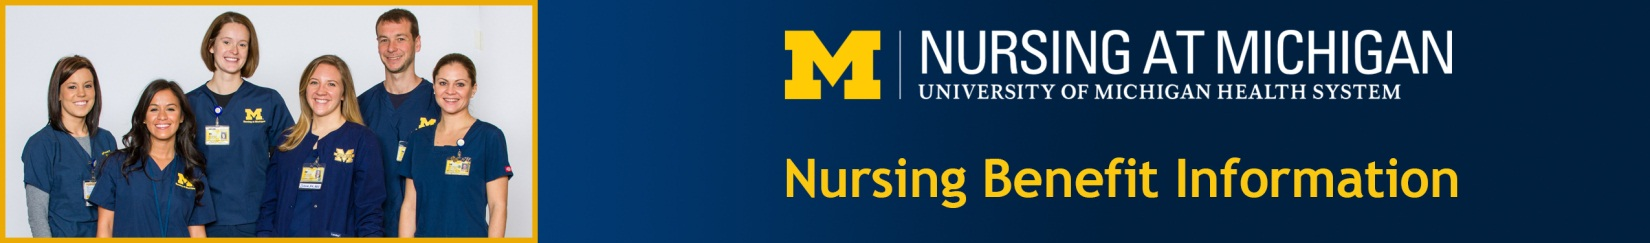 M
NURSING AT MICHIGAN
UNIVERSITY OF MICHIGAN HEALTH SYSTEM
Nursing Benefit Information